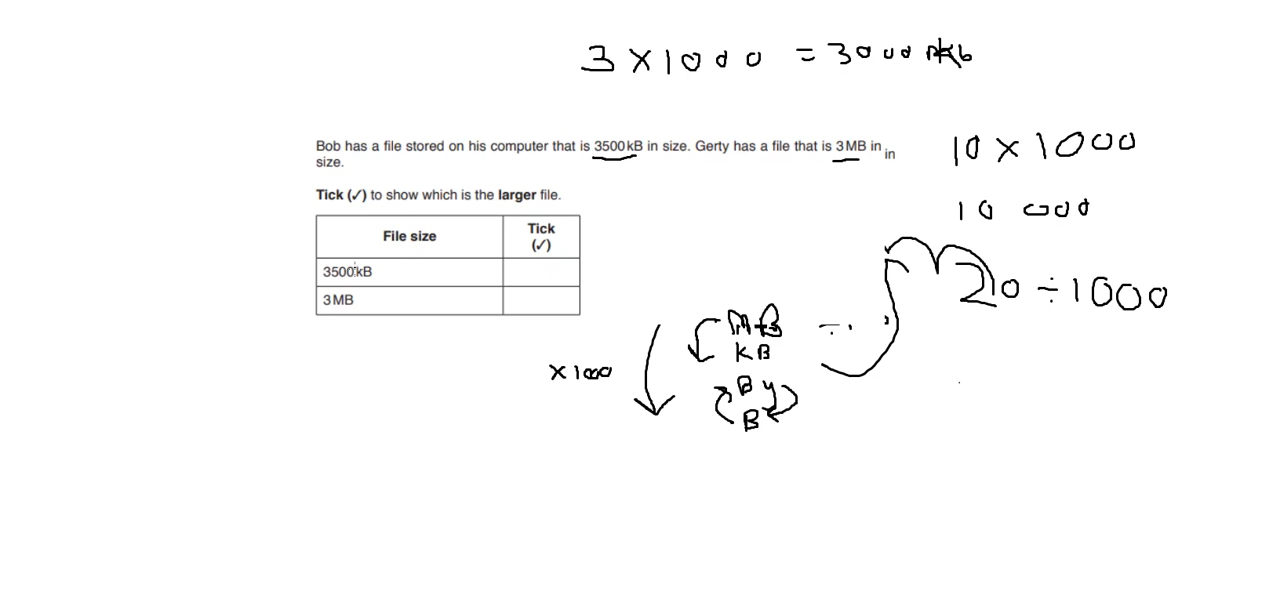 3 x 1000 = 3000 kb
Bob has a file stored on his computer that is 3500 kB in size. Gerty has a file that is 3 MB in in
size.
10 x 1000
Tick (✓) to show which is the larger file.
10 000
File size Tick
(✓)
3500 kB
3 MB
20 ÷ 1000
MB ÷
KB
x 1000
By
B